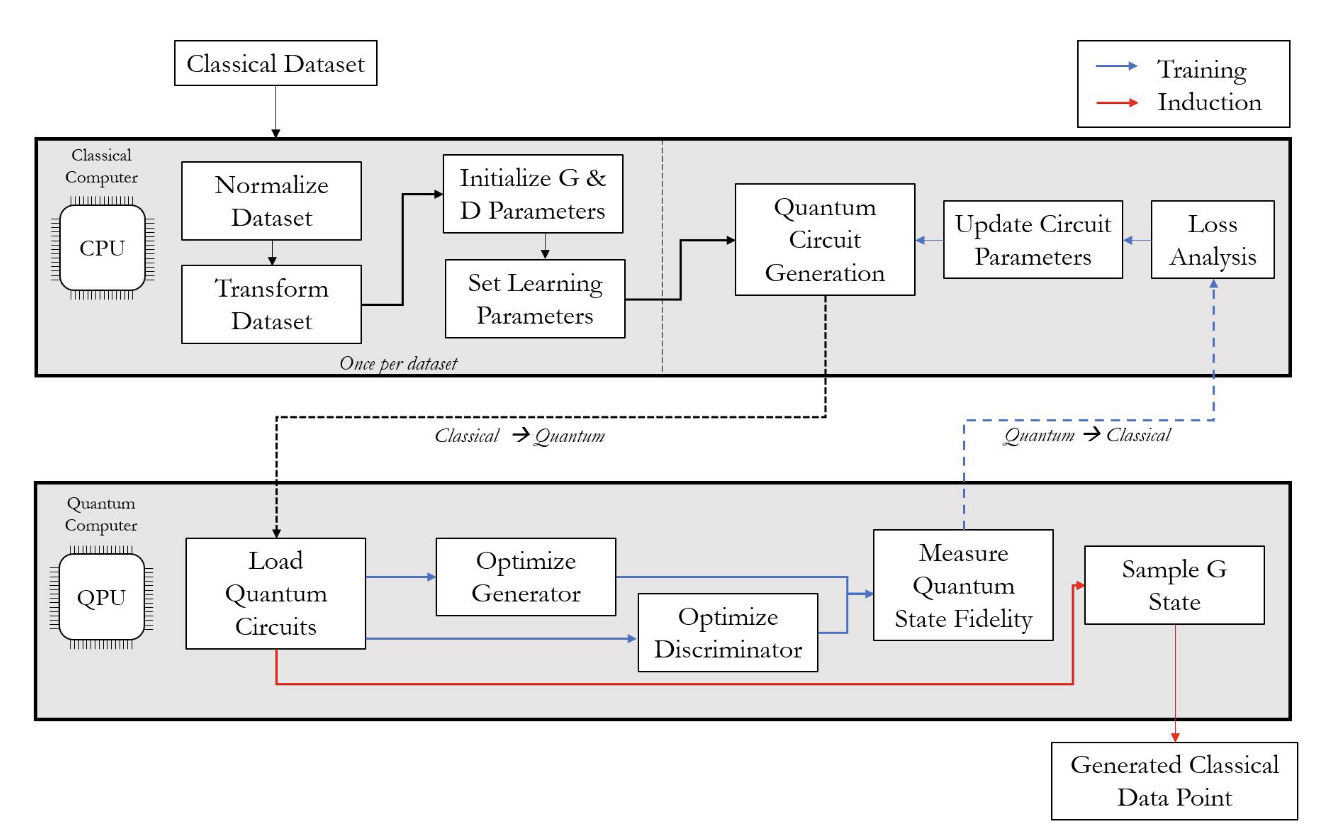 Classical Dataset
Training
Induction
Classical
Computer
CPU
Normalize
Dataset
Transform
Dataset
Initialize G &
D Parameters
Set Learning
Parameters
Once per dataset
Quantum
Circuit
Generation
Update Circuit
Parameters
Loss
Analysis
Classical → Quantum
Quantum → Classical
Quantum
Computer
QPU
Load
Quantum
Circuits
Optimize
Generator
Optimize
Discriminator
Measure
Quantum
State Fidelity
Sample G
State
Generated Classical
Data Point